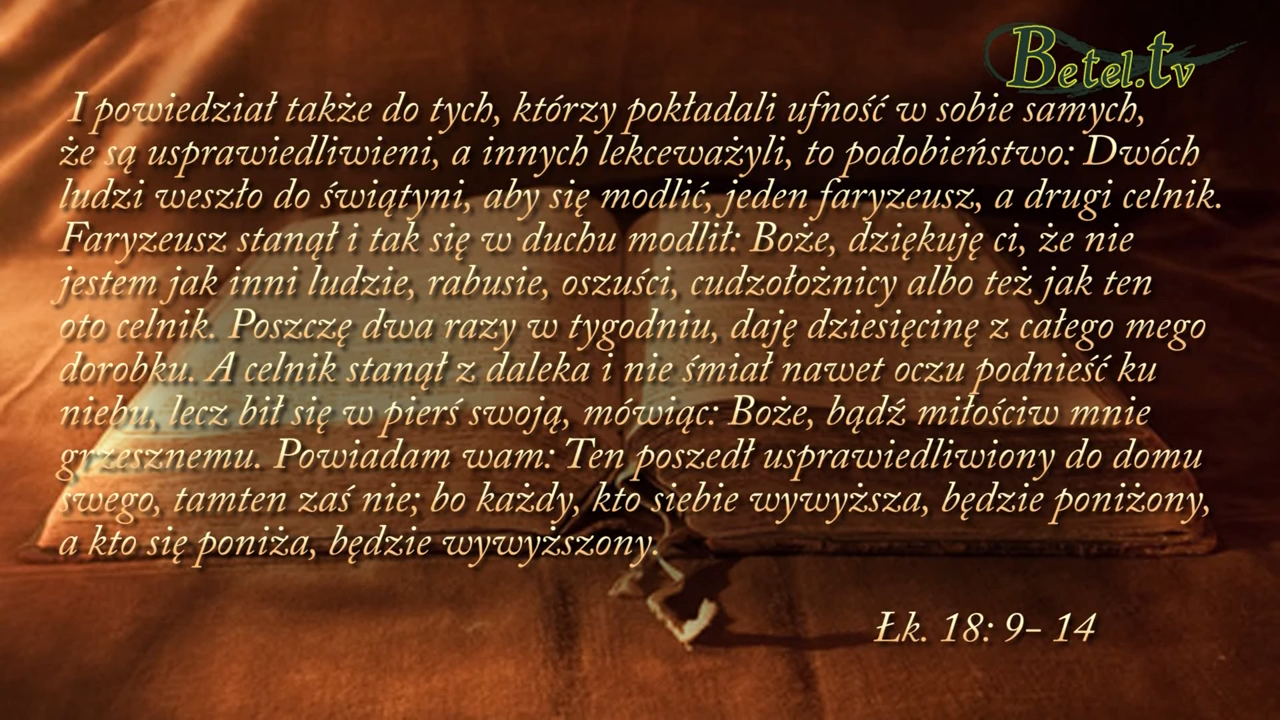 Betel.tv
I powiedział także do tych, którzy pokładali ufność w sobie samych,
że są usprawiedliwieni, a innych lekceważyli, to podobieństwo: Dwóch
ludzi weszło do świątyni, aby się modlić, jeden faryzeusz, a drugi celnik.
Faryzeusz stanął i tak się w duchu modlił: Boże, dziękuję ci, że nie
jestem jak inni ludzie, rabusie, oszuści, cudzołożnicy albo też jak ten
oto celnik. Poszczę dwa razy w tygodniu, daję dziesięcinę z całego mego
dorobku. A celnik stanął z daleka i nie śmiał nawet oczu podnieść ku
niebu, lecz bił się w pierś swoją, mówiąc: Boże, bądź miłościw mnie
grzesznemu. Powiadam wam: Ten poszedł usprawiedliwiony do domu
swego, tamten zaś nie; bo każdy, kto siebie wywyższa, będzie poniżony,
a kto się poniża, będzie wywyższony.
Łk. 18: 9- 14